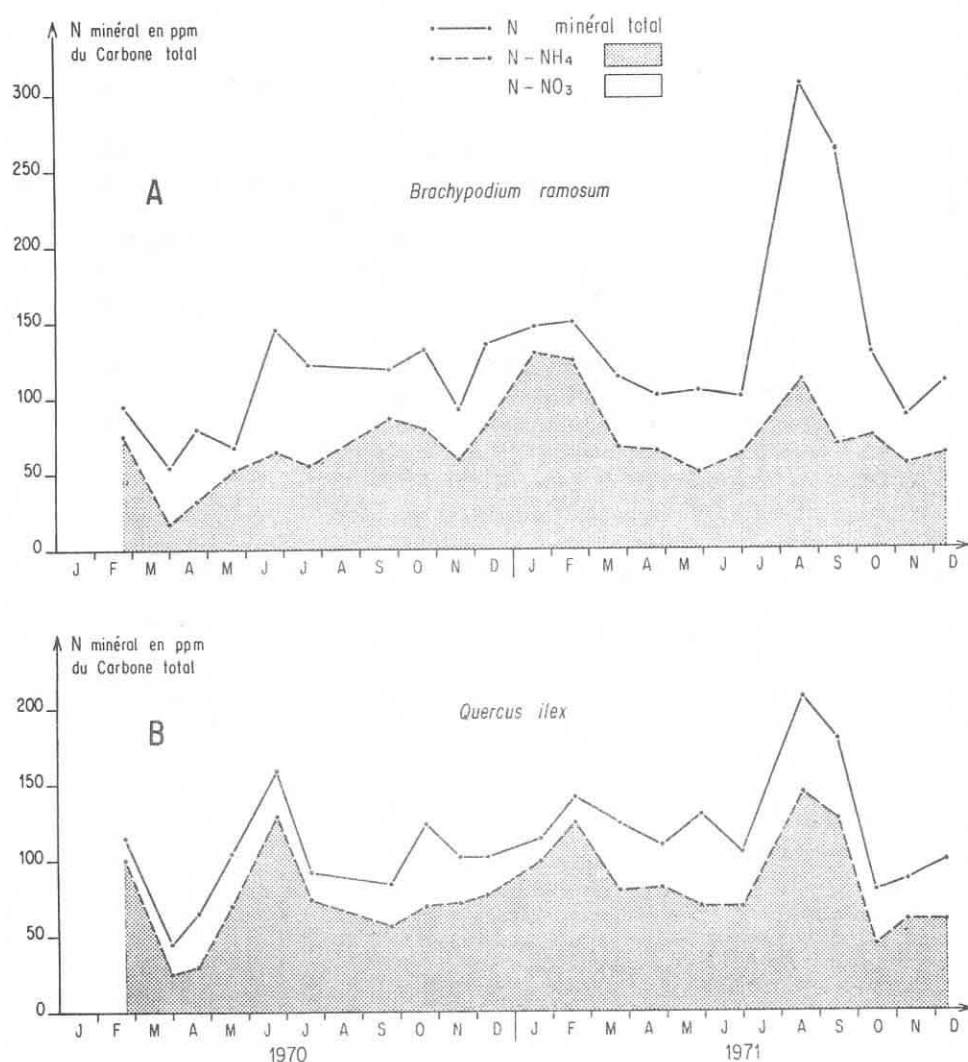 N minéral en ppm
du Carbone total
N minéral total
N – NH₄
N – NO₃
300
250
200
150
100
50
0
A
Brachypodium ramosum
J F M A M J J A S O N D J F M A M J J A S O N D
N minéral en ppm
du Carbone total
200
150
100
50
0
B
Quercus ilex
J F M A M J J A S O N D J F M A M J J A S O N D
1970 1971